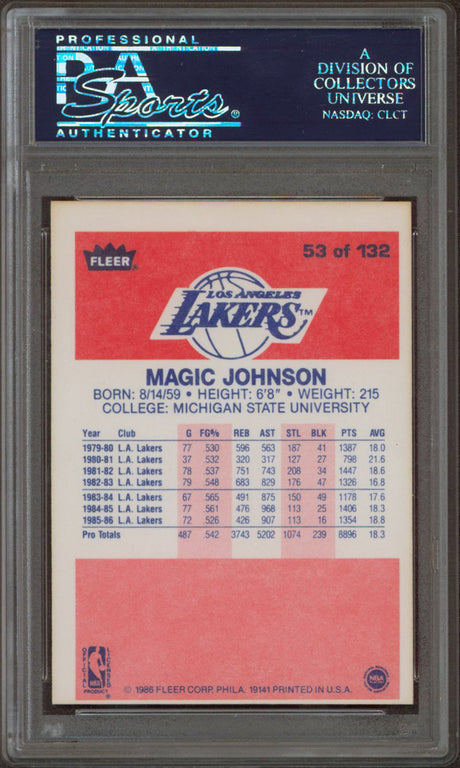 PROFESSIONAL
PSA
Sports®
AUTHENTICATOR
A
DIVISION OF
COLLECTORS
UNIVERSE
NASDAQ: CLCT
FLEER®
53 of 132
LOS ANGELES
LAKERS™
MAGIC JOHNSON
BORN: 8/14/59 • HEIGHT: 6'8" • WEIGHT: 215
COLLEGE: MICHIGAN STATE UNIVERSITY
Year Club G FG% REB AST STL BLK PTS AVG
1979-80 L.A. Lakers 77 .530 596 563 187 41 1387 18.0
1980-81 L.A. Lakers 37 .532 320 317 127 27 798 21.6
1981-82 L.A. Lakers 78 .537 751 743 208 34 1447 18.6
1982-83 L.A. Lakers 79 .548 683 829 176 47 1326 16.8
1983-84 L.A. Lakers 67 .565 491 875 150 49 1178 17.6
1984-85 L.A. Lakers 77 .561 476 968 113 25 1406 18.3
1985-86 L.A. Lakers 72 .526 426 907 113 16 1354 18.8
Pro Totals 487 .542 3743 5202 1074 239 8896 18.3
OFFICIAL
LICENSED
NBA
PRODUCT
© 1986 FLEER CORP. PHILA. 19141 PRINTED IN U.S.A.
NBA